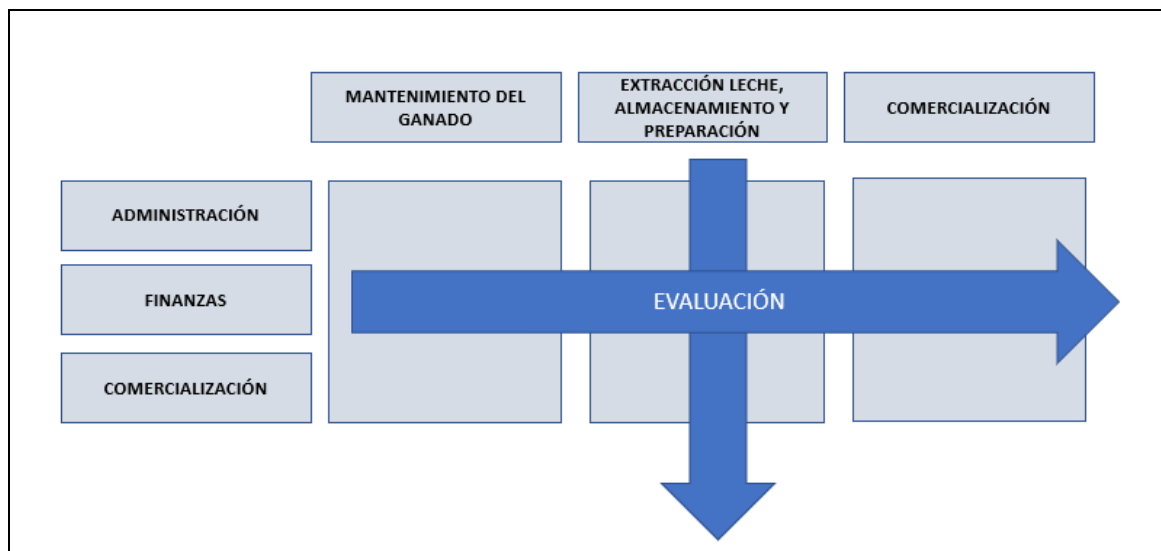 MANTENIMIENTO DEL
GANADO
EXTRACCIÓN LECHE,
ALMACENAMIENTO Y
PREPARACIÓN
COMERCIALIZACIÓN
ADMINISTRACIÓN
FINANZAS
COMERCIALIZACIÓN
EVALUACIÓN